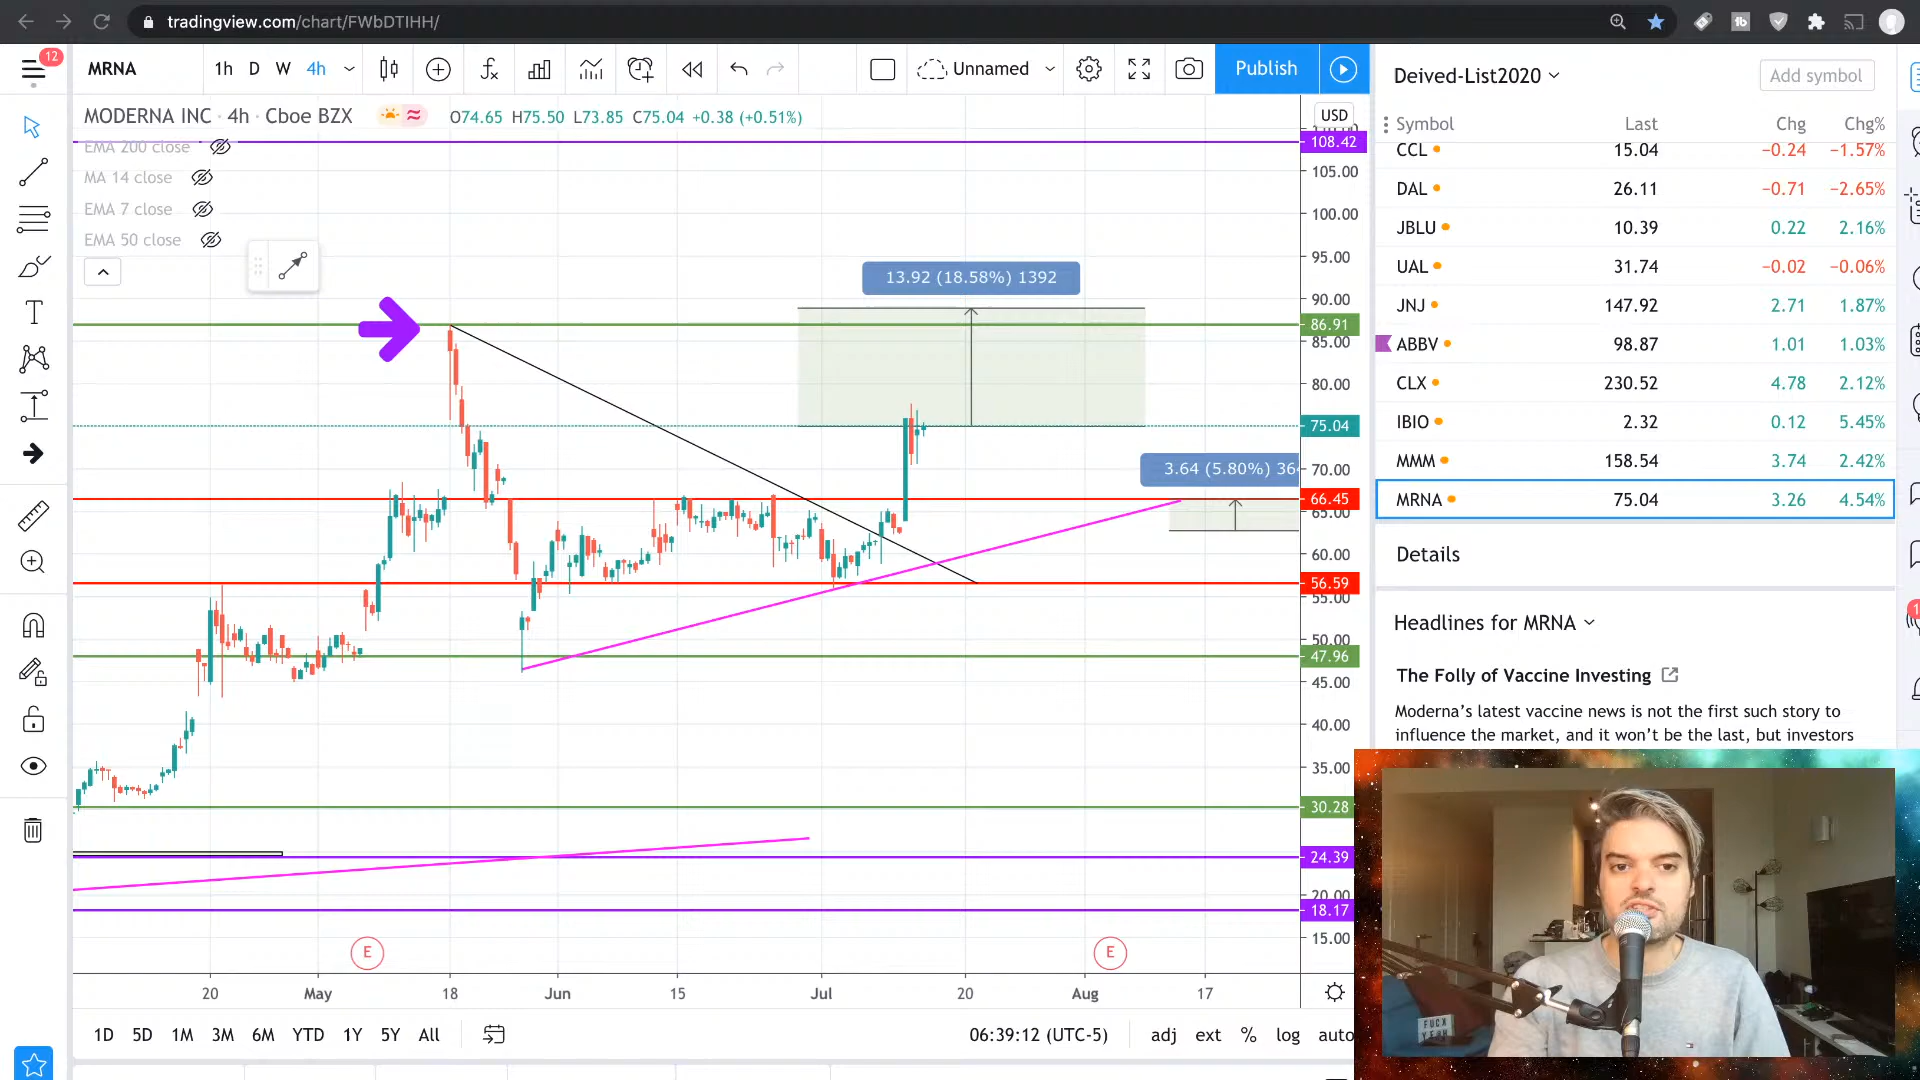 tradingview.com/chart/FWbDTIHH/
12
MRNA
1h D W 4h
Unnamed
Publish
MODERNA INC · 4h · Cboe BZX
O74.65 H75.50 L73.85 C75.04 +0.38 (+0.51%)
EMA 200 close
MA 14 close
EMA 7 close
EMA 50 close
USD
108.42
105.00
100.00
95.00
90.00
86.91
85.00
80.00
75.04
70.00
66.45
65.00
60.00
56.59
55.00
50.00
47.96
45.00
40.00
35.00
30.28
24.39
20.00
18.17
15.00
13.92 (18.58%) 1392
3.64 (5.80%) 364
E
E
20 May 18 Jun 15 Jul 20 Aug 17
1D 5D 1M 3M 6M YTD 1Y 5Y All
06:39:12 (UTC-5)
adj ext % log auto
Deived-List2020
Add symbol
Symbol Last Chg Chg%
CCL 15.04 −0.24 −1.57%
DAL 26.11 −0.71 −2.65%
JBLU 10.39 0.22 2.16%
UAL 31.74 −0.02 −0.06%
JNJ 147.92 2.71 1.87%
ABBV 98.87 1.01 1.03%
CLX 230.52 4.78 2.12%
IBIO 2.32 0.12 5.45%
MMM 158.54 3.74 2.42%
MRNA 75.04 3.26 4.54%
Details
Headlines for MRNA
The Folly of Vaccine Investing
Moderna's latest vaccine news is not the first such story to
influence the market, and it won't be the last, but investors
FUCK
YEAH